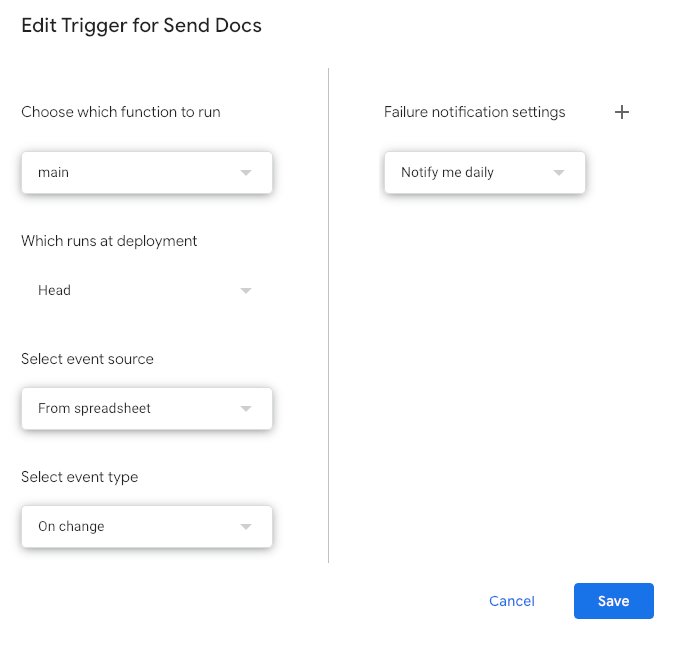 Edit Trigger for Send Docs
Choose which function to run
main
Which runs at deployment
Head
Select event source
From spreadsheet
Select event type
On change
Failure notification settings
Notify me daily
Cancel
Save